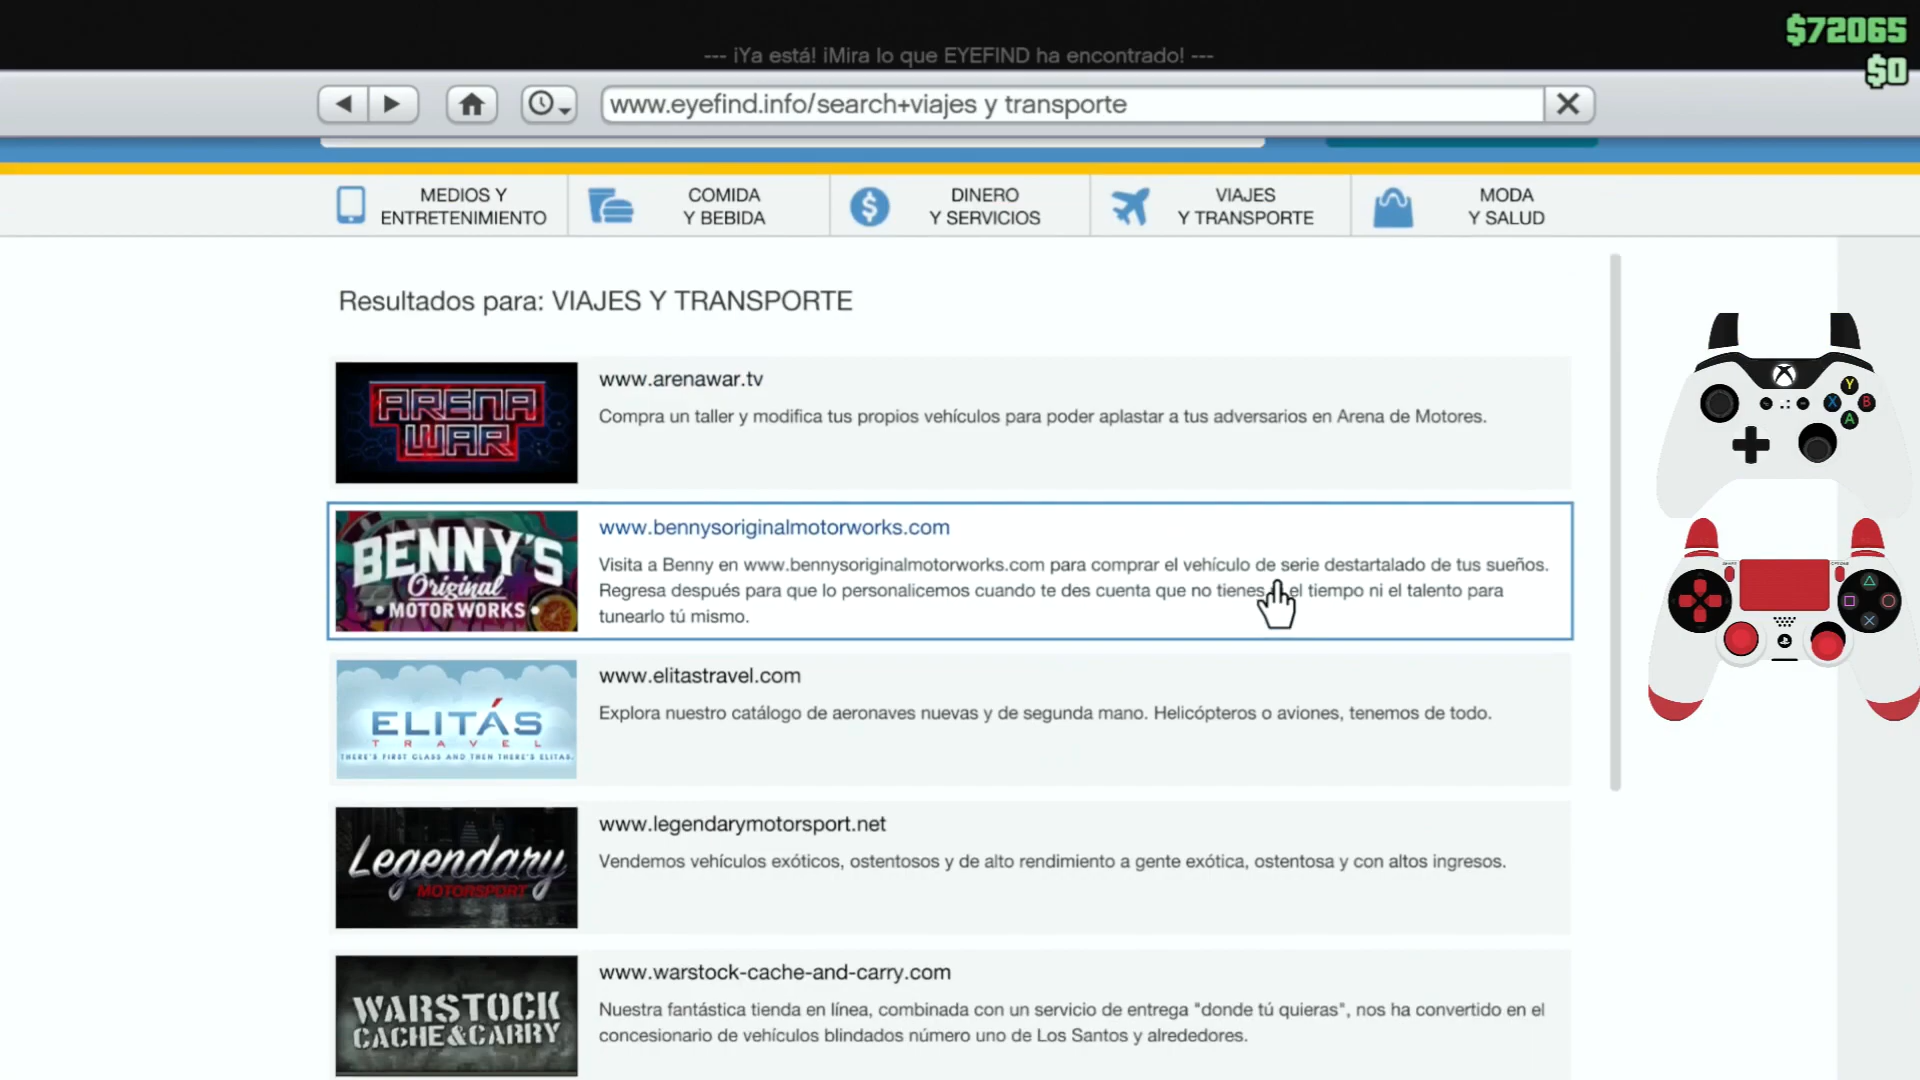 $72065
--- ¡Ya está! ¡Mira lo que EYEFIND ha encontrado! ---
$0
www.eyefind.info/search+viajes y transporte
MEDIOS Y
ENTRETENIMIENTO
COMIDA
Y BEBIDA
DINERO
Y SERVICIOS
VIAJES
Y TRANSPORTE
MODA
Y SALUD
Resultados para: VIAJES Y TRANSPORTE
ARENA
WAR
www.arenawar.tv
Compra un taller y modifica tus propios vehículos para poder aplastar a tus adversarios en Arena de Motores.
BENNY'S
Original
MOTOR WORKS
www.bennysoriginalmotorworks.com
Visita a Benny en www.bennysoriginalmotorworks.com para comprar el vehículo de serie destartalado de tus sueños.
Regresa después para que lo personalicemos cuando te des cuenta que no tienes el tiempo ni el talento para
tunearlo tú mismo.
ELITÁS
TRAVEL
THERE'S FIRST CLASS AND THEN THERE'S ELITAS.
www.elitastravel.com
Explora nuestro catálogo de aeronaves nuevas y de segunda mano. Helicópteros o aviones, tenemos de todo.
Legendary
MOTORSPORT
www.legendarymotorsport.net
Vendemos vehículos exóticos, ostentosos y de alto rendimiento a gente exótica, ostentosa y con altos ingresos.
WARSTOCK
CACHE&CARRY
www.warstock-cache-and-carry.com
Nuestra fantástica tienda en línea, combinada con un servicio de entrega "donde tú quieras", nos ha convertido en el
concesionario de vehículos blindados número uno de Los Santos y alrededores.
Y
X
B
A